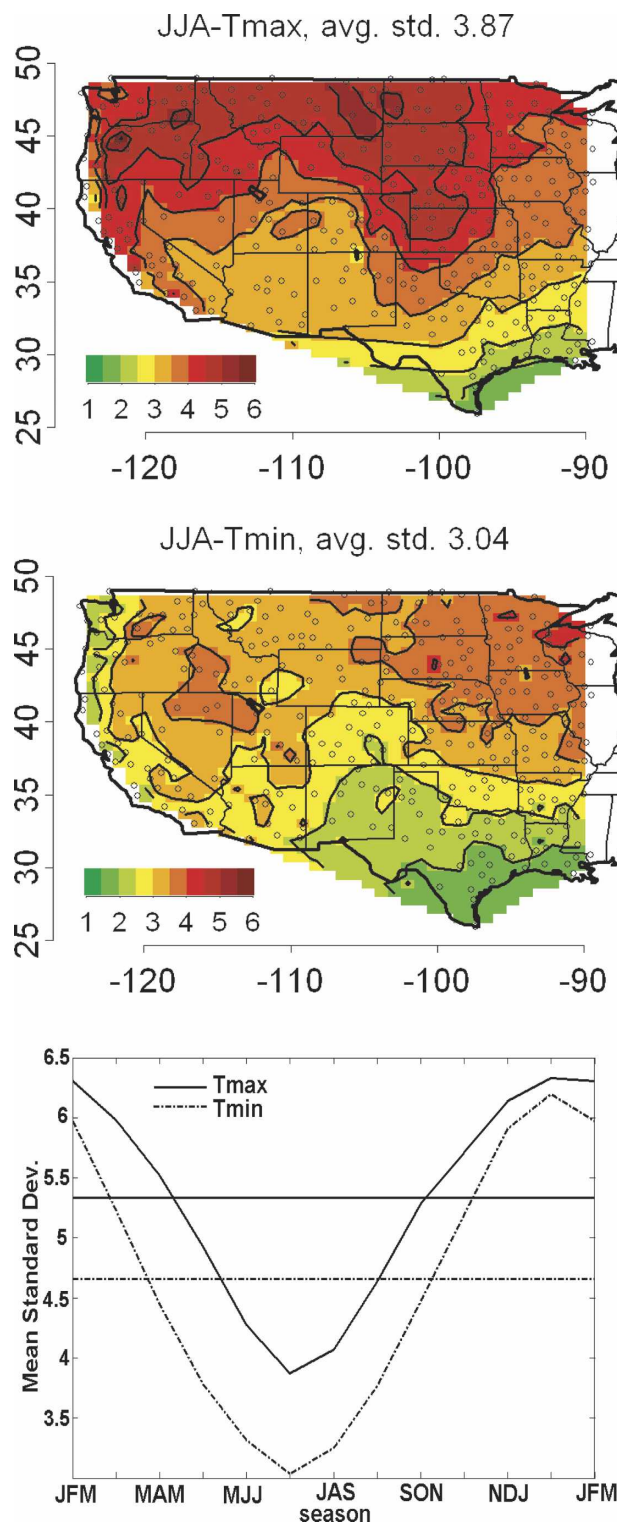 JJA-Tmax, avg. std. 3.87
50
45
40
35
30
25
1 2 3 4 5 6
-120 -110 -100 -90
JJA-Tmin, avg. std. 3.04
50
45
40
35
30
25
1 2 3 4 5 6
-120 -110 -100 -90
6.5
Tmax
Tmin
6
5.5
5
4.5
4
3.5
Mean Standard Dev.
JFM MAM MJJ JAS SON NDJ JFM
season